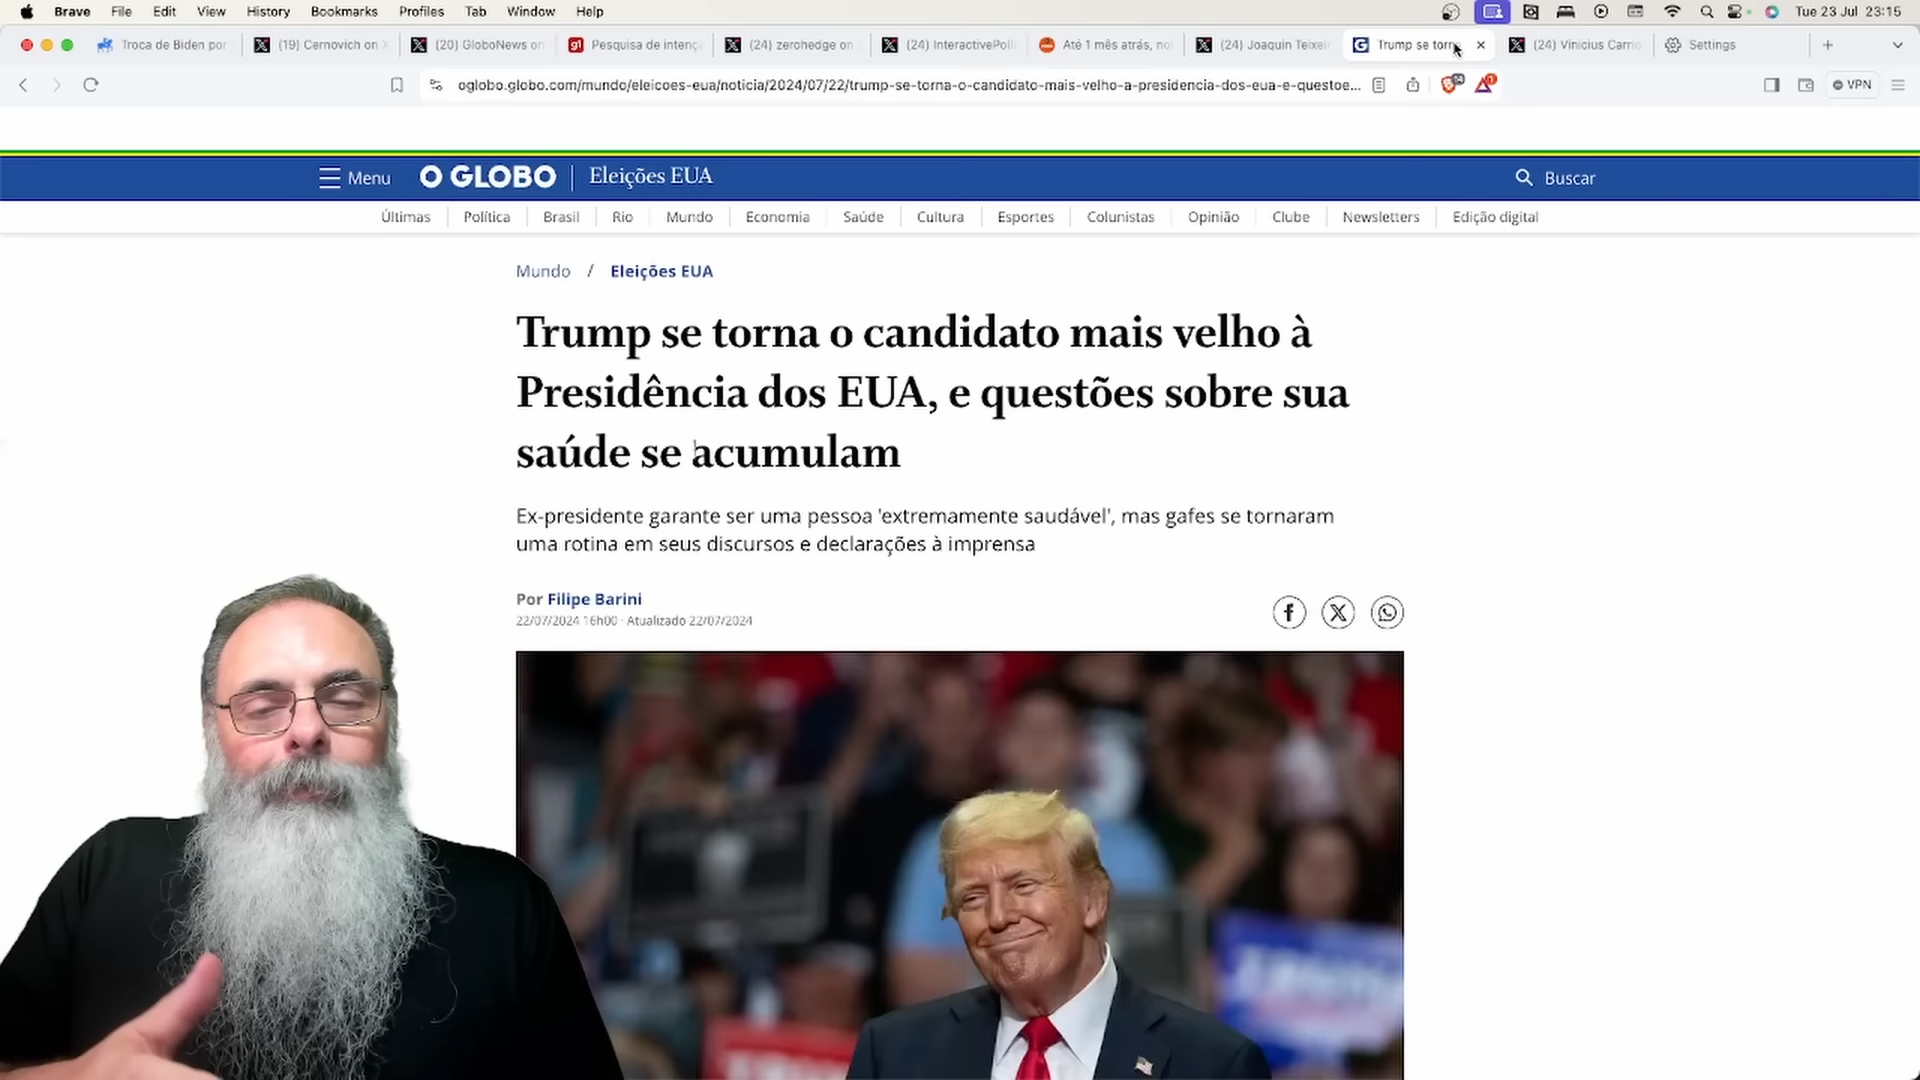 Brave File Edit View History Bookmarks Profiles Tab Window Help Tue 23 Jul 23:15
Troca de Biden por (19) Cernovich on X (20) GloboNews on g1 Pesquisa de intenç (24) zerohedge on (24) InteractivePoll Até 1 mês atrás, no (24) Joaquin Teixei Trump se torn (24) Vinicius Carrio Settings
oglobo.globo.com/mundo/eleicoes-eua/noticia/2024/07/22/trump-se-torna-o-candidato-mais-velho-a-presidencia-dos-eua-e-questoe... VPN
Menu O GLOBO Eleições EUA Buscar
Últimas Política Brasil Rio Mundo Economia Saúde Cultura Esportes Colunistas Opinião Clube Newsletters Edição digital
Mundo / Eleições EUA
Trump se torna o candidato mais velho à
Presidência dos EUA, e questões sobre sua
saúde se acumulam
Ex-presidente garante ser uma pessoa 'extremamente saudável', mas gafes se tornaram
uma rotina em seus discursos e declarações à imprensa
Por Filipe Barini
22/07/2024 16h00 · Atualizado 22/07/2024